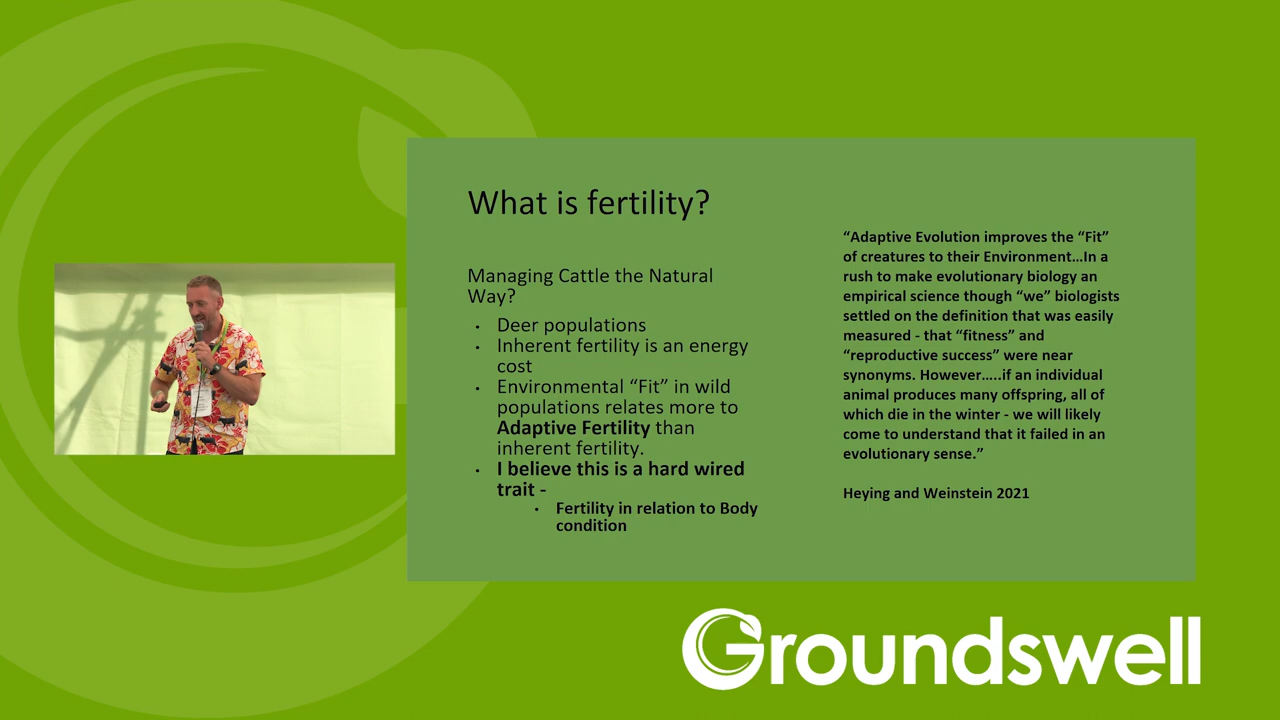 What is fertility?
Managing Cattle the Natural
Way?
• Deer populations
• Inherent fertility is an energy
cost
• Environmental “Fit” in wild
populations relates more to
Adaptive Fertility than
inherent fertility.
• I believe this is a hard wired
trait -
• Fertility in relation to Body
condition
“Adaptive Evolution improves the “Fit”
of creatures to their Environment…In a
rush to make evolutionary biology an
empirical science though “we” biologists
settled on the definition that was easily
measured - that “fitness” and
“reproductive success” were near
synonyms. However…..if an individual
animal produces many offspring, all of
which die in the winter - we will likely
come to understand that it failed in an
evolutionary sense.”
Heying and Weinstein 2021
Groundswell